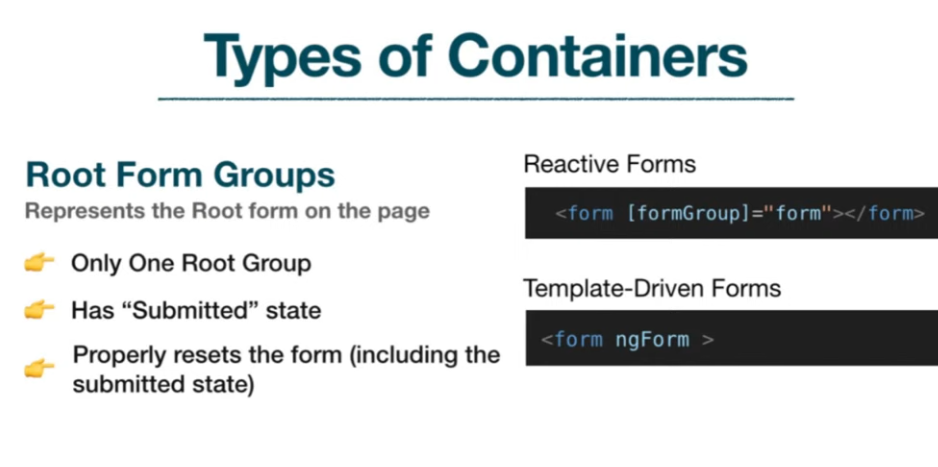 Types of Containers
Root Form Groups
Represents the Root form on the page
👉 Only One Root Group
👉 Has “Submitted” state
👉 Properly resets the form (including the
submitted state)
Reactive Forms
<form [formGroup]="form"></form>
Template-Driven Forms
<form ngForm >